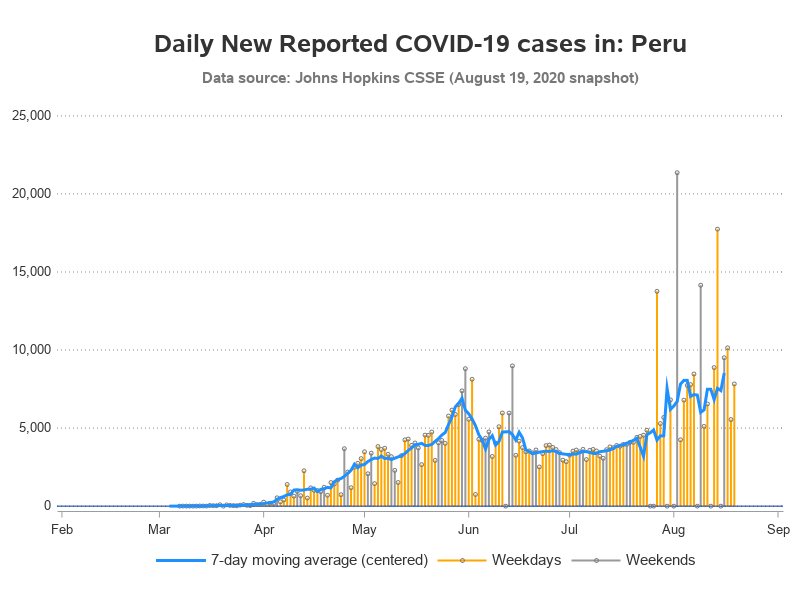 Daily New Reported COVID-19 cases in: Peru
Data source: Johns Hopkins CSSE (August 19, 2020 snapshot)
25,000
20,000
15,000
10,000
5,000
0
Feb Mar Apr May Jun Jul Aug Sep
7-day moving average (centered) Weekdays Weekends